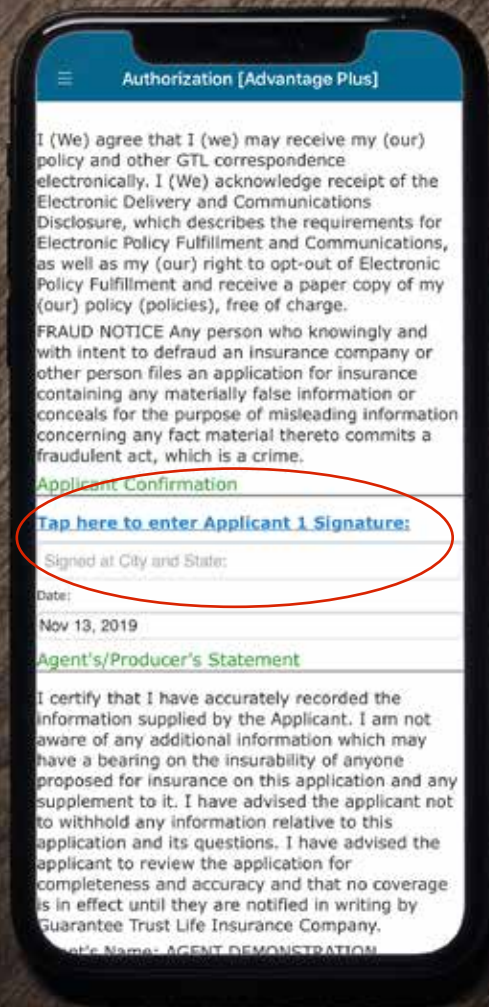 Authorization [Advantage Plus]
I (We) agree that I (we) may receive my (our)
policy and other GTL correspondence
electronically. I (We) acknowledge receipt of the
Electronic Delivery and Communications
Disclosure, which describes the requirements for
Electronic Policy Fulfillment and Communications,
as well as my (our) right to opt-out of Electronic
Policy Fulfillment and receive a paper copy of my
(our) policy (policies), free of charge.
FRAUD NOTICE Any person who knowingly and
with intent to defraud an insurance company or
other person files an application for insurance
containing any materially false information or
conceals for the purpose of misleading information
concerning any fact material thereto commits a
fraudulent act, which is a crime.
Applicant Confirmation
Tap here to enter Applicant 1 Signature:
Signed at City and State:
Date:
Nov 13, 2019
Agent's/Producer's Statement
I certify that I have accurately recorded the
information supplied by the Applicant. I am not
aware of any additional information which may
have a bearing on the insurability of anyone
proposed for insurance on this application and any
supplement to it. I have advised the applicant not
to withhold any information relative to this
application and its questions. I have advised the
applicant to review the application for
completeness and accuracy and that no coverage
is in effect until they are notified in writing by
Guarantee Trust Life Insurance Company.
Agent's Name: AGENT DEMONSTRATION